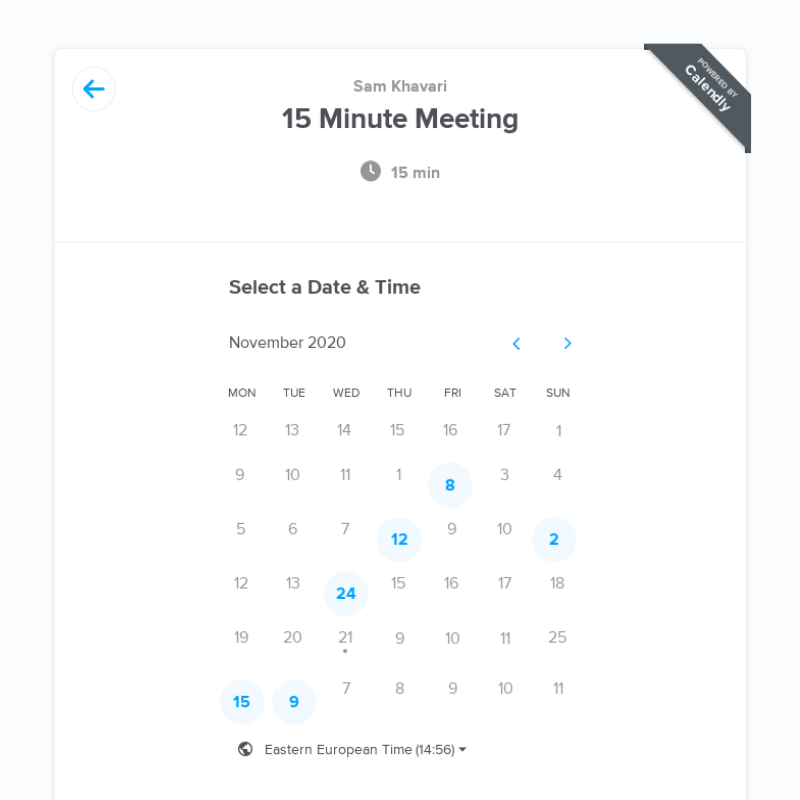 Sam Khavari
15 Minute Meeting
15 min
POWERED BY
Calendly
Select a Date & Time
November 2020
MON TUE WED THU FRI SAT SUN
12 13 14 15 16 17 1
9 10 11 1 8 3 4
5 6 7 12 9 10 2
12 13 24 15 16 17 18
19 20 21 9 10 11 25
15 9 7 8 9 10 11
Eastern European Time (14:56)